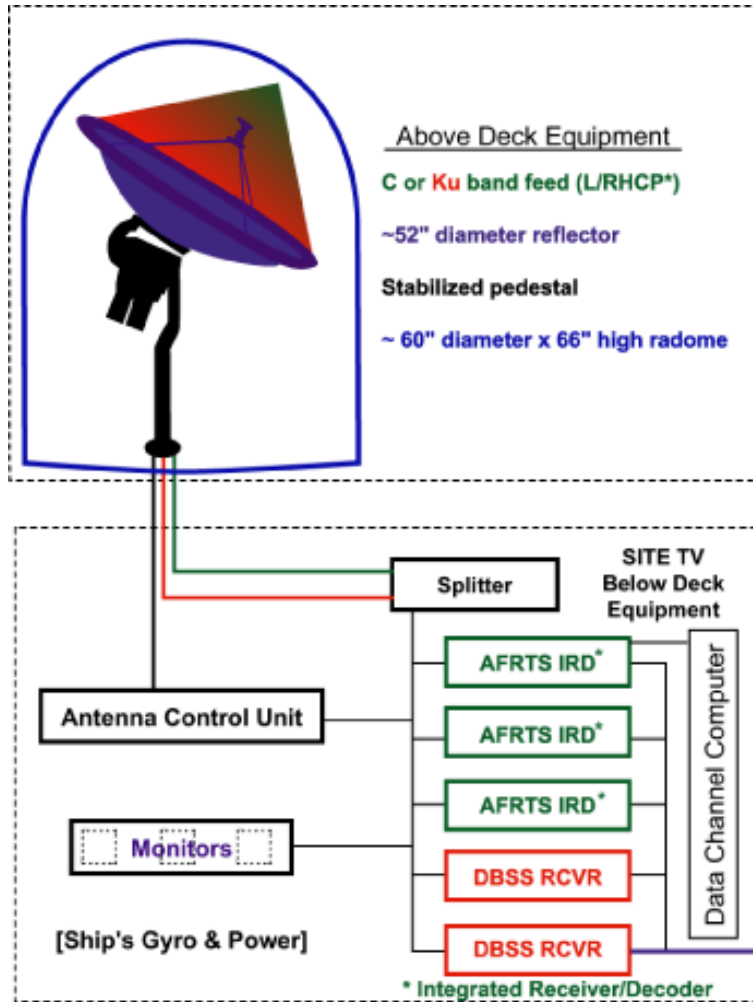 Above Deck Equipment
C or Ku band feed (L/RHCP*)
~52" diameter reflector
Stabilized pedestal
~ 60" diameter x 66" high radome
Splitter
SITE TV
Below Deck
Equipment
AFRTS IRD*
Antenna Control Unit
AFRTS IRD*
AFRTS IRD*
Monitors
DBSS RCVR
[Ship's Gyro & Power]
DBSS RCVR
Data Channel Computer
* Integrated Receiver/Decoder